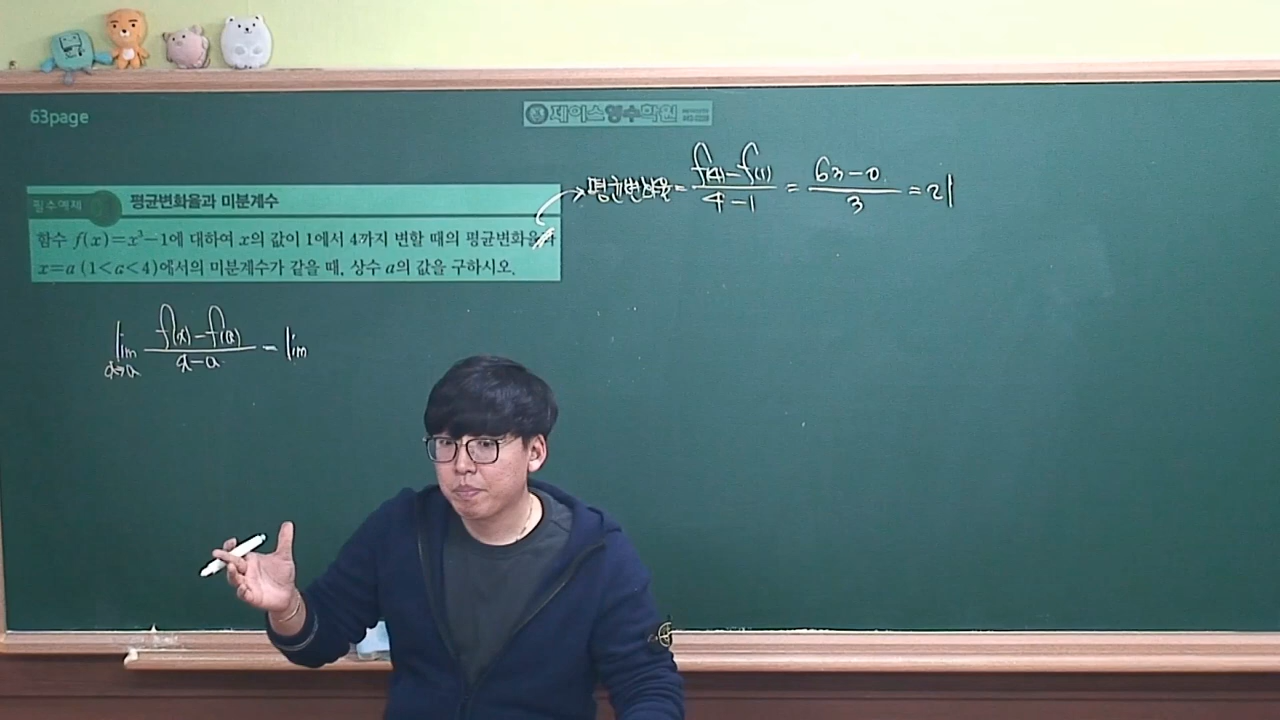 63page
제이스영수학원
필수예제 평균변화율과 미분계수
함수 f(x)=x³-1에 대하여 x의 값이 1에서 4까지 변할 때의 평균변화율과
x=a (1<a<4)에서의 미분계수가 같을 때, 상수 a의 값을 구하시오.
평균변화율 = f(4)-f(1) / 4-1 = 63-0 / 3 = 21
lim x→a f(x)-f(a) / x-a = lim